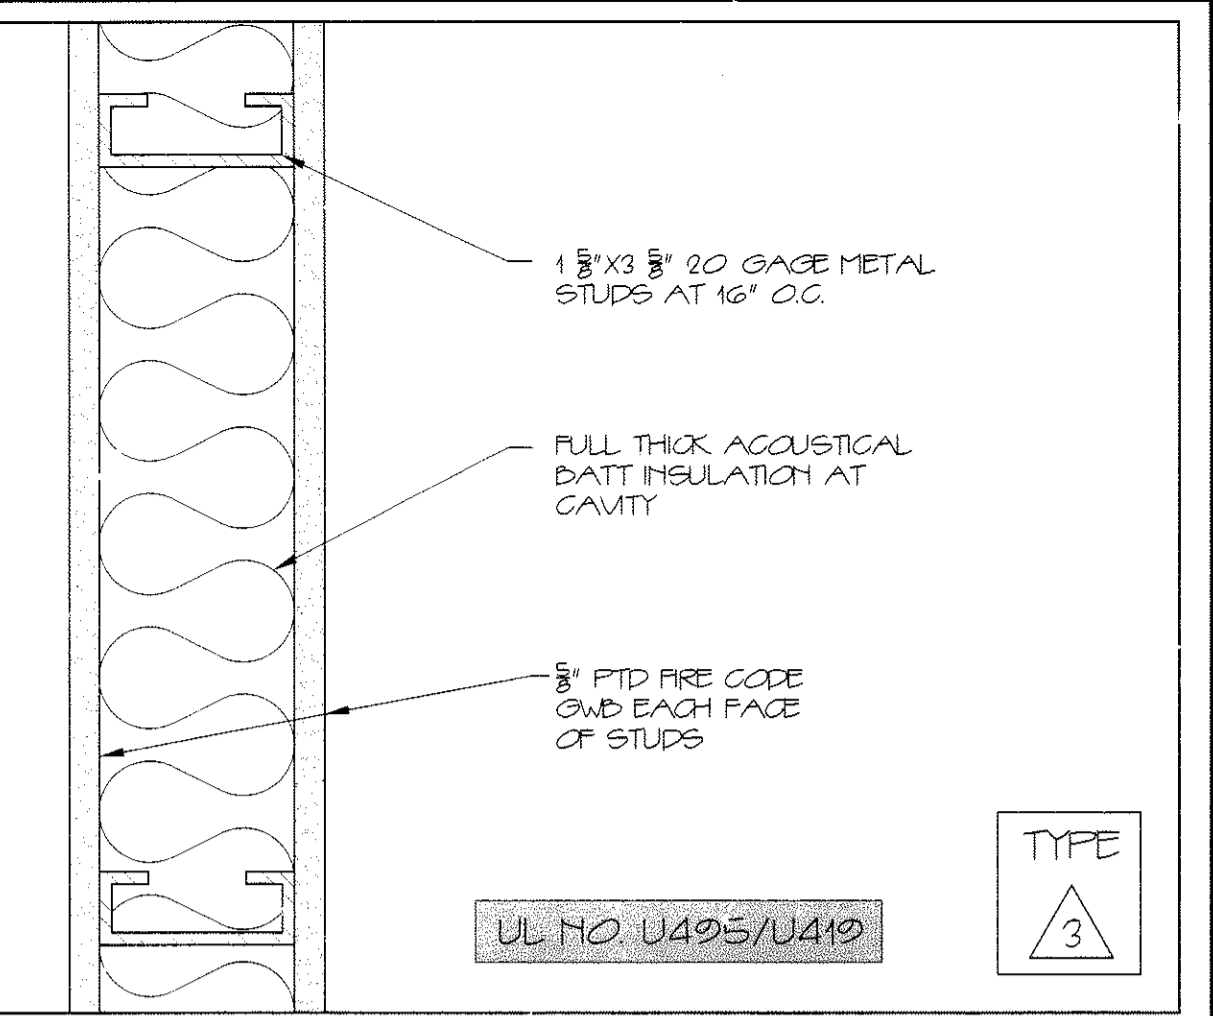 1 5/8"X3 5/8" 20 GAGE METAL
STUDS AT 16" O.C.
FULL THICK ACOUSTICAL
BATT INSULATION AT
CAVITY
5/8" PTD FIRE CODE
GWB EACH FACE
OF STUDS
UL NO. U495/U419
TYPE
3